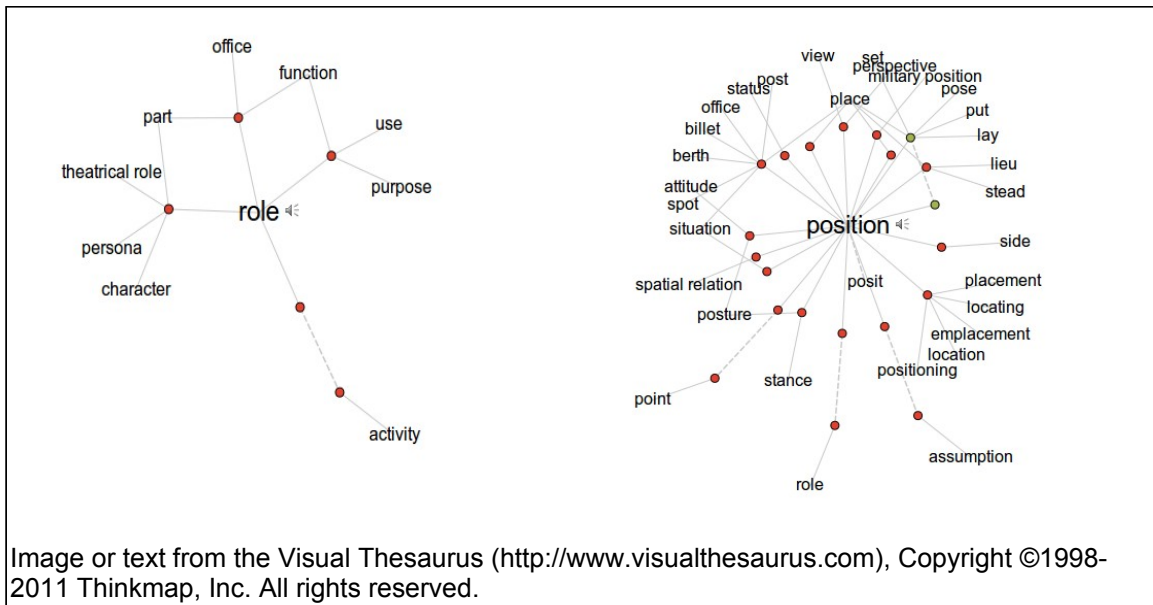 office
function
part
use
theatrical role
purpose
role
persona
character
activity
set
view
perspective
post
military position
status
pose
place
office
put
billet
lay
berth
lieu
attitude
stead
spot
situation
position
side
spatial relation
posit
placement
locating
posture
emplacement
location
positioning
stance
point
assumption
role
Image or text from the Visual Thesaurus (http://www.visualthesaurus.com), Copyright ©1998-
2011 Thinkmap, Inc. All rights reserved.